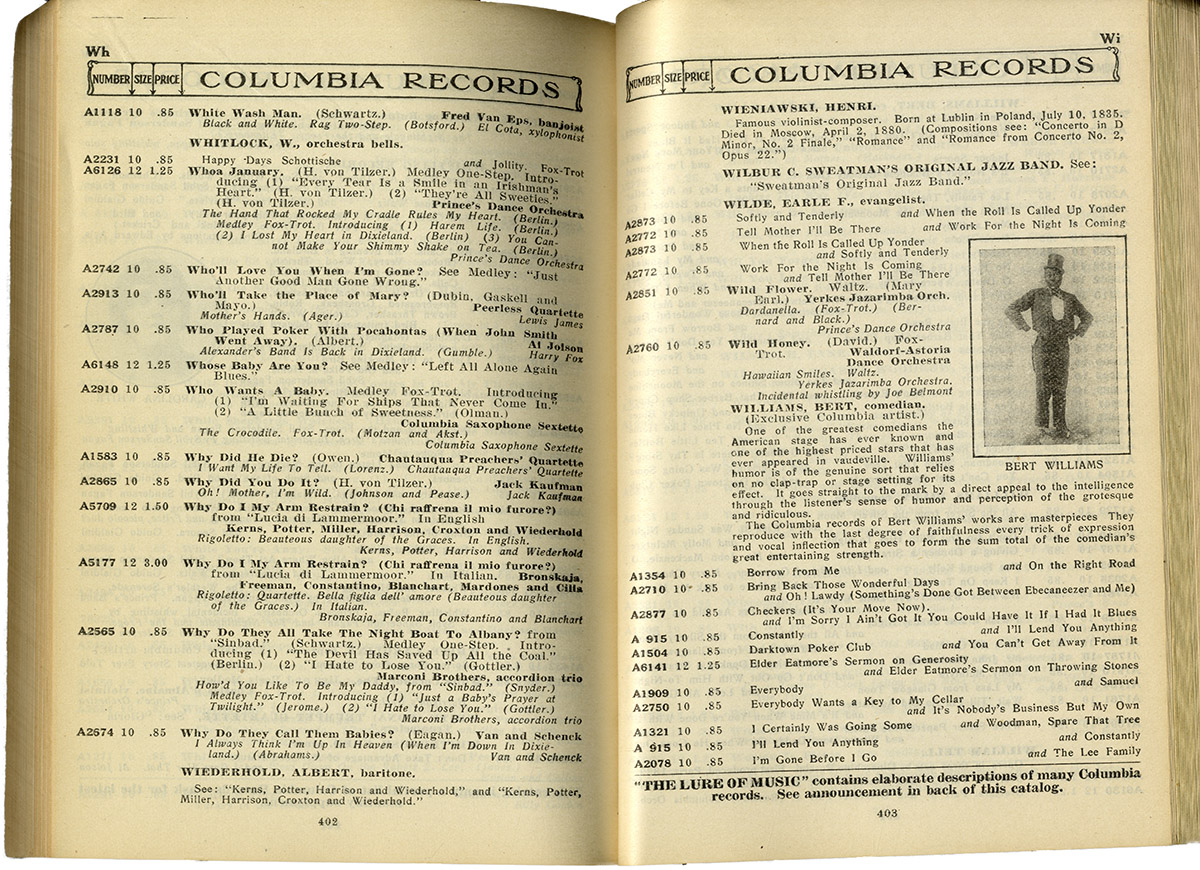 Wh
NUMBER SIZE PRICE COLUMBIA RECORDS
A1118 10 .85 White Wash Man. (Schwartz.) Fred Van Eps, banjoist
Black and White. Rag Two-Step. (Botsford.) El Cota, xylophonist
WHITLOCK, W., orchestra bells.
A2231 10 .85 Happy Days Schottische and Jollity. Fox-Trot
A6126 12 1.25 Whoa January. (H. von Tilzer.) Medley One-Step. Intro-
ducing (1) "Every Tear Is a Smile in an Irishman's
Heart." (H. von Tilzer.) (2) "They're All Sweeties."
(H. von Tilzer.) Prince's Dance Orchestra
The Hand That Rocked My Cradle Rules My Heart. (Berlin.)
Medley Fox-Trot. Introducing (1) Harem Life. (Berlin.)
(2) I Lost My Heart in Dixieland. (Berlin) (3) You Can-
not Make Your Shimmy Shake on Tea. (Berlin.)
Prince's Dance Orchestra
A2742 10 .85 Who'll Love You When I'm Gone? See Medley: "Just
Another Good Man Gone Wrong."
A2913 10 .85 Who'll Take the Place of Mary? (Dubin, Gaskell and
Mayo.) Peerless Quartette
Mother's Hands. (Ager.) Lewis James
A2787 10 .85 Who Played Poker With Pocahontas (When John Smith
Went Away). (Albert.) Al Jolson
Alexander's Band Is Back in Dixieland. (Gumble.) Harry Fox
A6148 12 1.25 Whose Baby Are You? See Medley: "Left All Alone Again
Blues."
A2910 10 .85 Who Wants A Baby. Medley Fox-Trot. Introducing
(1) "I'm Waiting For Ships That Never Come In."
(2) "A Little Bunch of Sweetness." (Olman.)
Columbia Saxophone Sextette
The Crocodile. Fox-Trot. (Motzan and Akst.)
Columbia Saxophone Sextette
A1583 10 .85 Why Did He Die? (Owen.) Chautauqua Preachers' Quartette
I Want My Life To Tell. (Lorenz.) Chautauqua Preachers' Quartette
A2865 10 .85 Why Did You Do It? (H. von Tilzer.) Jack Kaufman
Oh! Mother, I'm Wild. (Johnson and Pease.) Jack Kaufman
A5709 12 1.50 Why Do I My Arm Restrain? (Chi raffrena il mio furore?)
from "Lucia di Lammermoor." In English
Kerns, Potter, Miller, Harrison, Croxton and Wiederhold
Rigoletto: Beauteous daughter of the Graces. In English.
Kerns, Potter, Harrison and Wiederhold
A5177 12 3.00 Why Do I My Arm Restrain? (Chi raffrena il mio furore?)
from "Lucia di Lammermoor." In Italian. Bronskaja,
Freeman, Constantino, Blanchart, Mardones and Cilla
Rigoletto: Quartette. Bella figlia dell' amore (Beauteous daughter
of the Graces.) In Italian.
Bronskaja, Freeman, Constantino and Blanchart
A2565 10 .85 Why Do They All Take The Night Boat To Albany? from
"Sinbad." (Schwartz.) Medley One-Step. Intro-
ducing (1) "The Devil Has Saved Up All the Coal."
(Berlin.) (2) "I Hate to Lose You." (Gottler.)
Marconi Brothers, accordion trio
How'd You Like To Be My Daddy, from "Sinbad." (Snyder.)
Medley Fox-Trot. Introducing (1) "Just a Baby's Prayer at
Twilight." (Jerome.) (2) "I Hate to Lose You." (Gottler.)
Marconi Brothers, accordion trio
A2674 10 .85 Why Do They Call Them Babies? (Eagan.) Van and Schenck
I Always Think I'm Up In Heaven (When I'm Down In Dixie-
land.) (Abrahams.) Van and Schenck
WIEDERHOLD, ALBERT, baritone.
See: "Kerns, Potter, Harrison and Wiederhold," and "Kerns, Potter,
Miller, Harrison, Croxton and Wiederhold."
402
Wi
NUMBER SIZE PRICE COLUMBIA RECORDS
WIENIAWSKI, HENRI.
Famous violinist-composer. Born at Lublin in Poland, July 10, 1835.
Died in Moscow, April 2, 1880. (Compositions see: "Concerto in D
Minor, No. 2 Finale," "Romance" and "Romance from Concerto No. 2,
Opus 22.")
WILBUR C. SWEATMAN'S ORIGINAL JAZZ BAND. See:
"Sweatman's Original Jazz Band."
WILDE, EARLE F., evangelist.
A2873 10 .85 Softly and Tenderly and When the Roll Is Called Up Yonder
A2772 10 .85 Tell Mother I'll Be There and Work For the Night Is Coming
A2873 10 .85 When the Roll Is Called Up Yonder
and Softly and Tenderly
A2772 10 .85 Work For the Night Is Coming
and Tell Mother I'll Be There
A2851 10 .85 Wild Flower. Waltz. (Mary
Earl.) Yerkes Jazarimba Orch.
Dardanella. (Fox-Trot.) (Ber-
nard and Black.)
Prince's Dance Orchestra
A2760 10 .85 Wild Honey. (David.) Fox-
Trot. Waldorf-Astoria
Dance Orchestra
Hawaiian Smiles. Waltz.
Yerkes Jazarimba Orchestra.
Incidental whistling by Joe Belmont
WILLIAMS, BERT, comedian.
(Exclusive Columbia artist.)
One of the greatest comedians the
American stage has ever known and
one of the highest priced stars that has
ever appeared in vaudeville. Williams'
humor is of the genuine sort that relies
on no clap-trap or stage setting for its
effect. It goes straight to the mark by a direct appeal to the intelligence
through the listener's sense of humor and perception of the grotesque
and ridiculous.
BERT WILLIAMS
The Columbia records of Bert Williams' works are masterpieces They
reproduce with the last degree of faithfulness every trick of expression
and vocal inflection that goes to form the sum total of the comedian's
great entertaining strength.
A1354 10 .85 Borrow from Me and On the Right Road
A2710 10 .85 Bring Back Those Wonderful Days
and Oh! Lawdy (Something's Done Got Between Ebecaneezer and Me)
A2877 10 .85 Checkers (It's Your Move Now).
and I'm Sorry I Ain't Got It You Could Have It If I Had It Blues
A 915 10 .85 Constantly and I'll Lend You Anything
A1504 10 .85 Darktown Poker Club and You Can't Get Away From It
A6141 12 1.25 Elder Eatmore's Sermon on Generosity
and Elder Eatmore's Sermon on Throwing Stones
A1909 10 .85 Everybody and Samuel
A2750 10 .85 Everybody Wants a Key to My Cellar
and It's Nobody's Business But My Own
A1321 10 .85 I Certainly Was Going Some and Woodman, Spare That Tree
A 915 10 .85 I'll Lend You Anything and Constantly
A2078 10 .85 I'm Gone Before I Go and The Lee Family
"THE LURE OF MUSIC" contains elaborate descriptions of many Columbia
records. See announcement in back of this catalog.
403